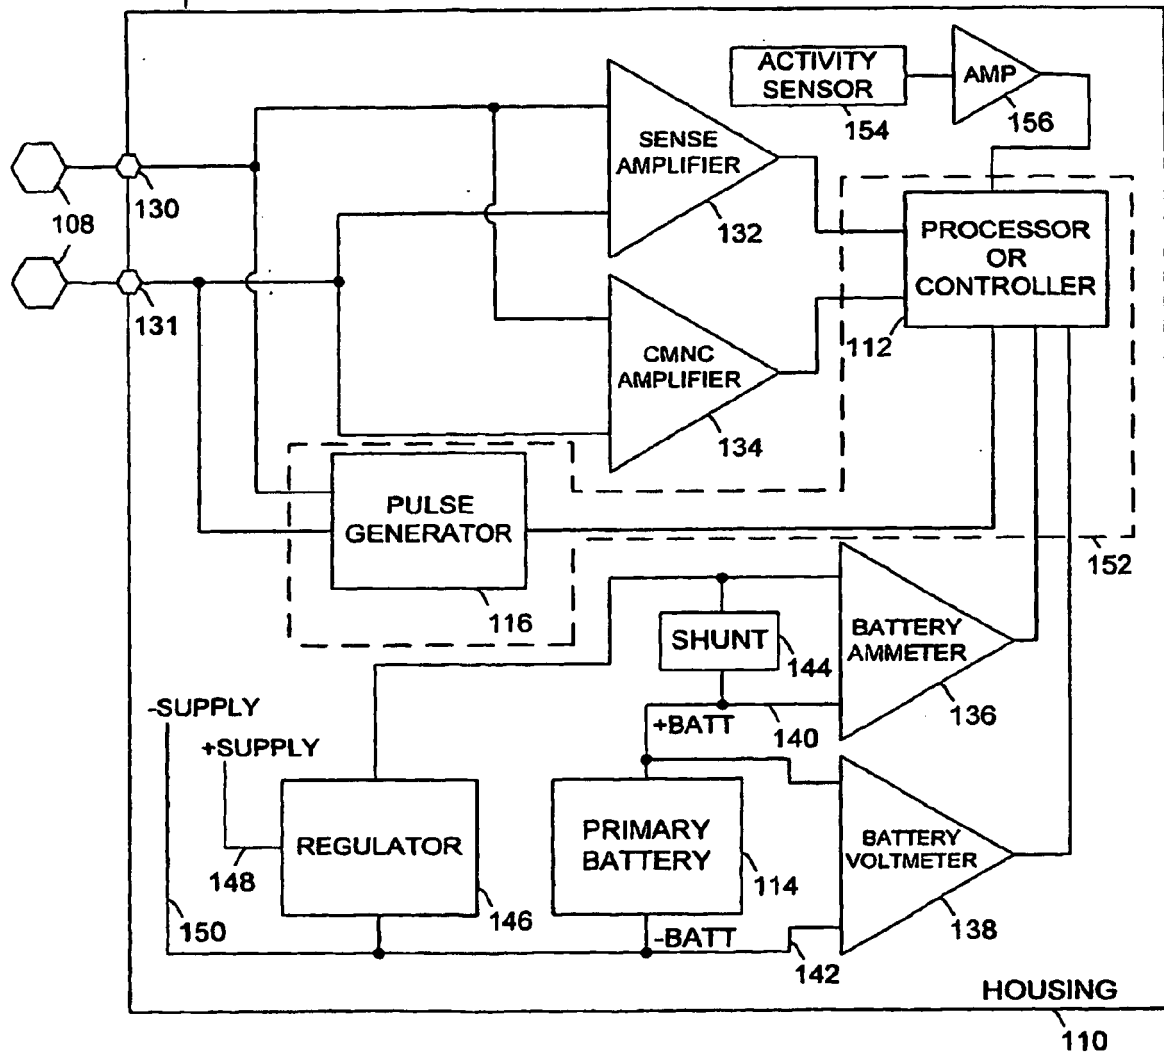 ACTIVITY
SENSOR
154
AMP
156
SENSE
AMPLIFIER
132
130
108
131
PROCESSOR
OR
CONTROLLER
112
CMNC
AMPLIFIER
134
PULSE
GENERATOR
116
152
SHUNT
144
BATTERY
AMMETER
136
-SUPPLY
+SUPPLY
+BATT
140
REGULATOR
148
146
150
PRIMARY
BATTERY
114
BATTERY
VOLTMETER
138
-BATT
142
HOUSING
110